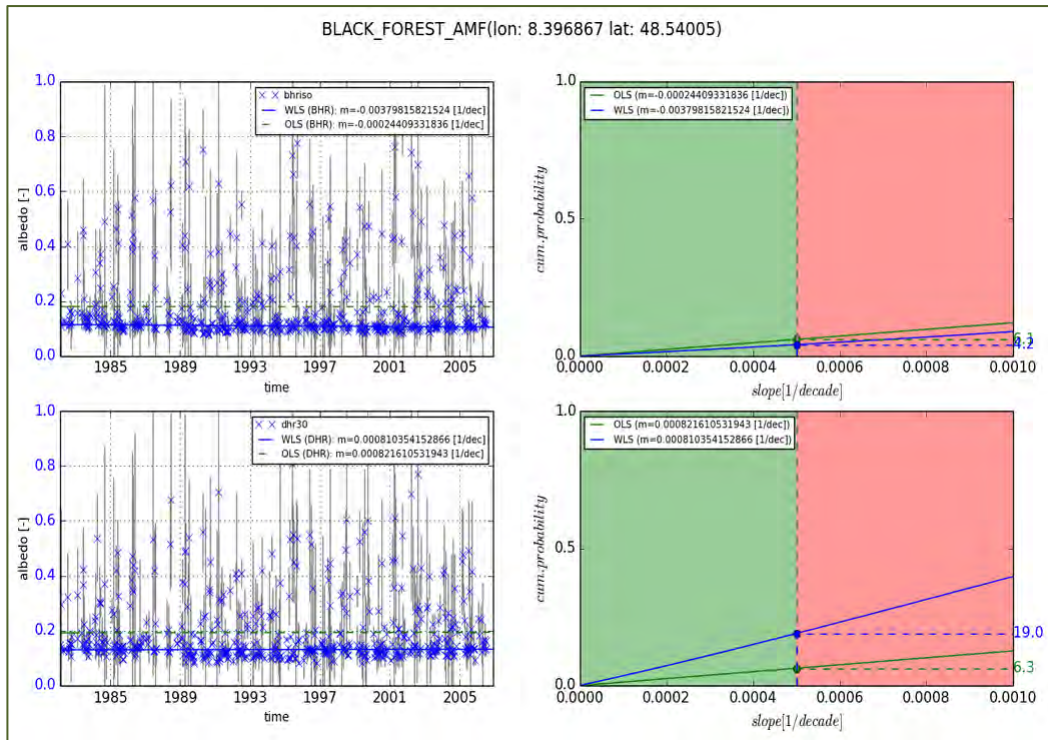 BLACK_FOREST_AMF(lon: 8.396867 lat: 48.54005)
1.0
0.8
0.6
0.4
0.2
0.0
albedo [-]
bhriso
WLS (BHR): m=-0.00379815821524 [1/dec]
OLS (BHR): m=-0.00024409331836 [1/dec]
1985 1989 1993 1997 2001 2005
time
1.0
0.5
0.0
cum.probability
OLS (m=-0.00024409331836 [1/dec])
WLS (m=-0.00379815821524 [1/dec])
4.2
0.0000 0.0002 0.0004 0.0006 0.0008 0.0010
slope[1/decade]
1.0
0.8
0.6
0.4
0.2
0.0
albedo [-]
dhr30
WLS (DHR): m=0.000810354152866 [1/dec]
OLS (DHR): m=0.000821610531943 [1/dec]
1985 1989 1993 1997 2001 2005
time
1.0
0.5
0.0
cum.probability
OLS (m=0.000821610531943 [1/dec])
WLS (m=0.000810354152866 [1/dec])
19.0
6.3
0.0000 0.0002 0.0004 0.0006 0.0008 0.0010
slope[1/decade]